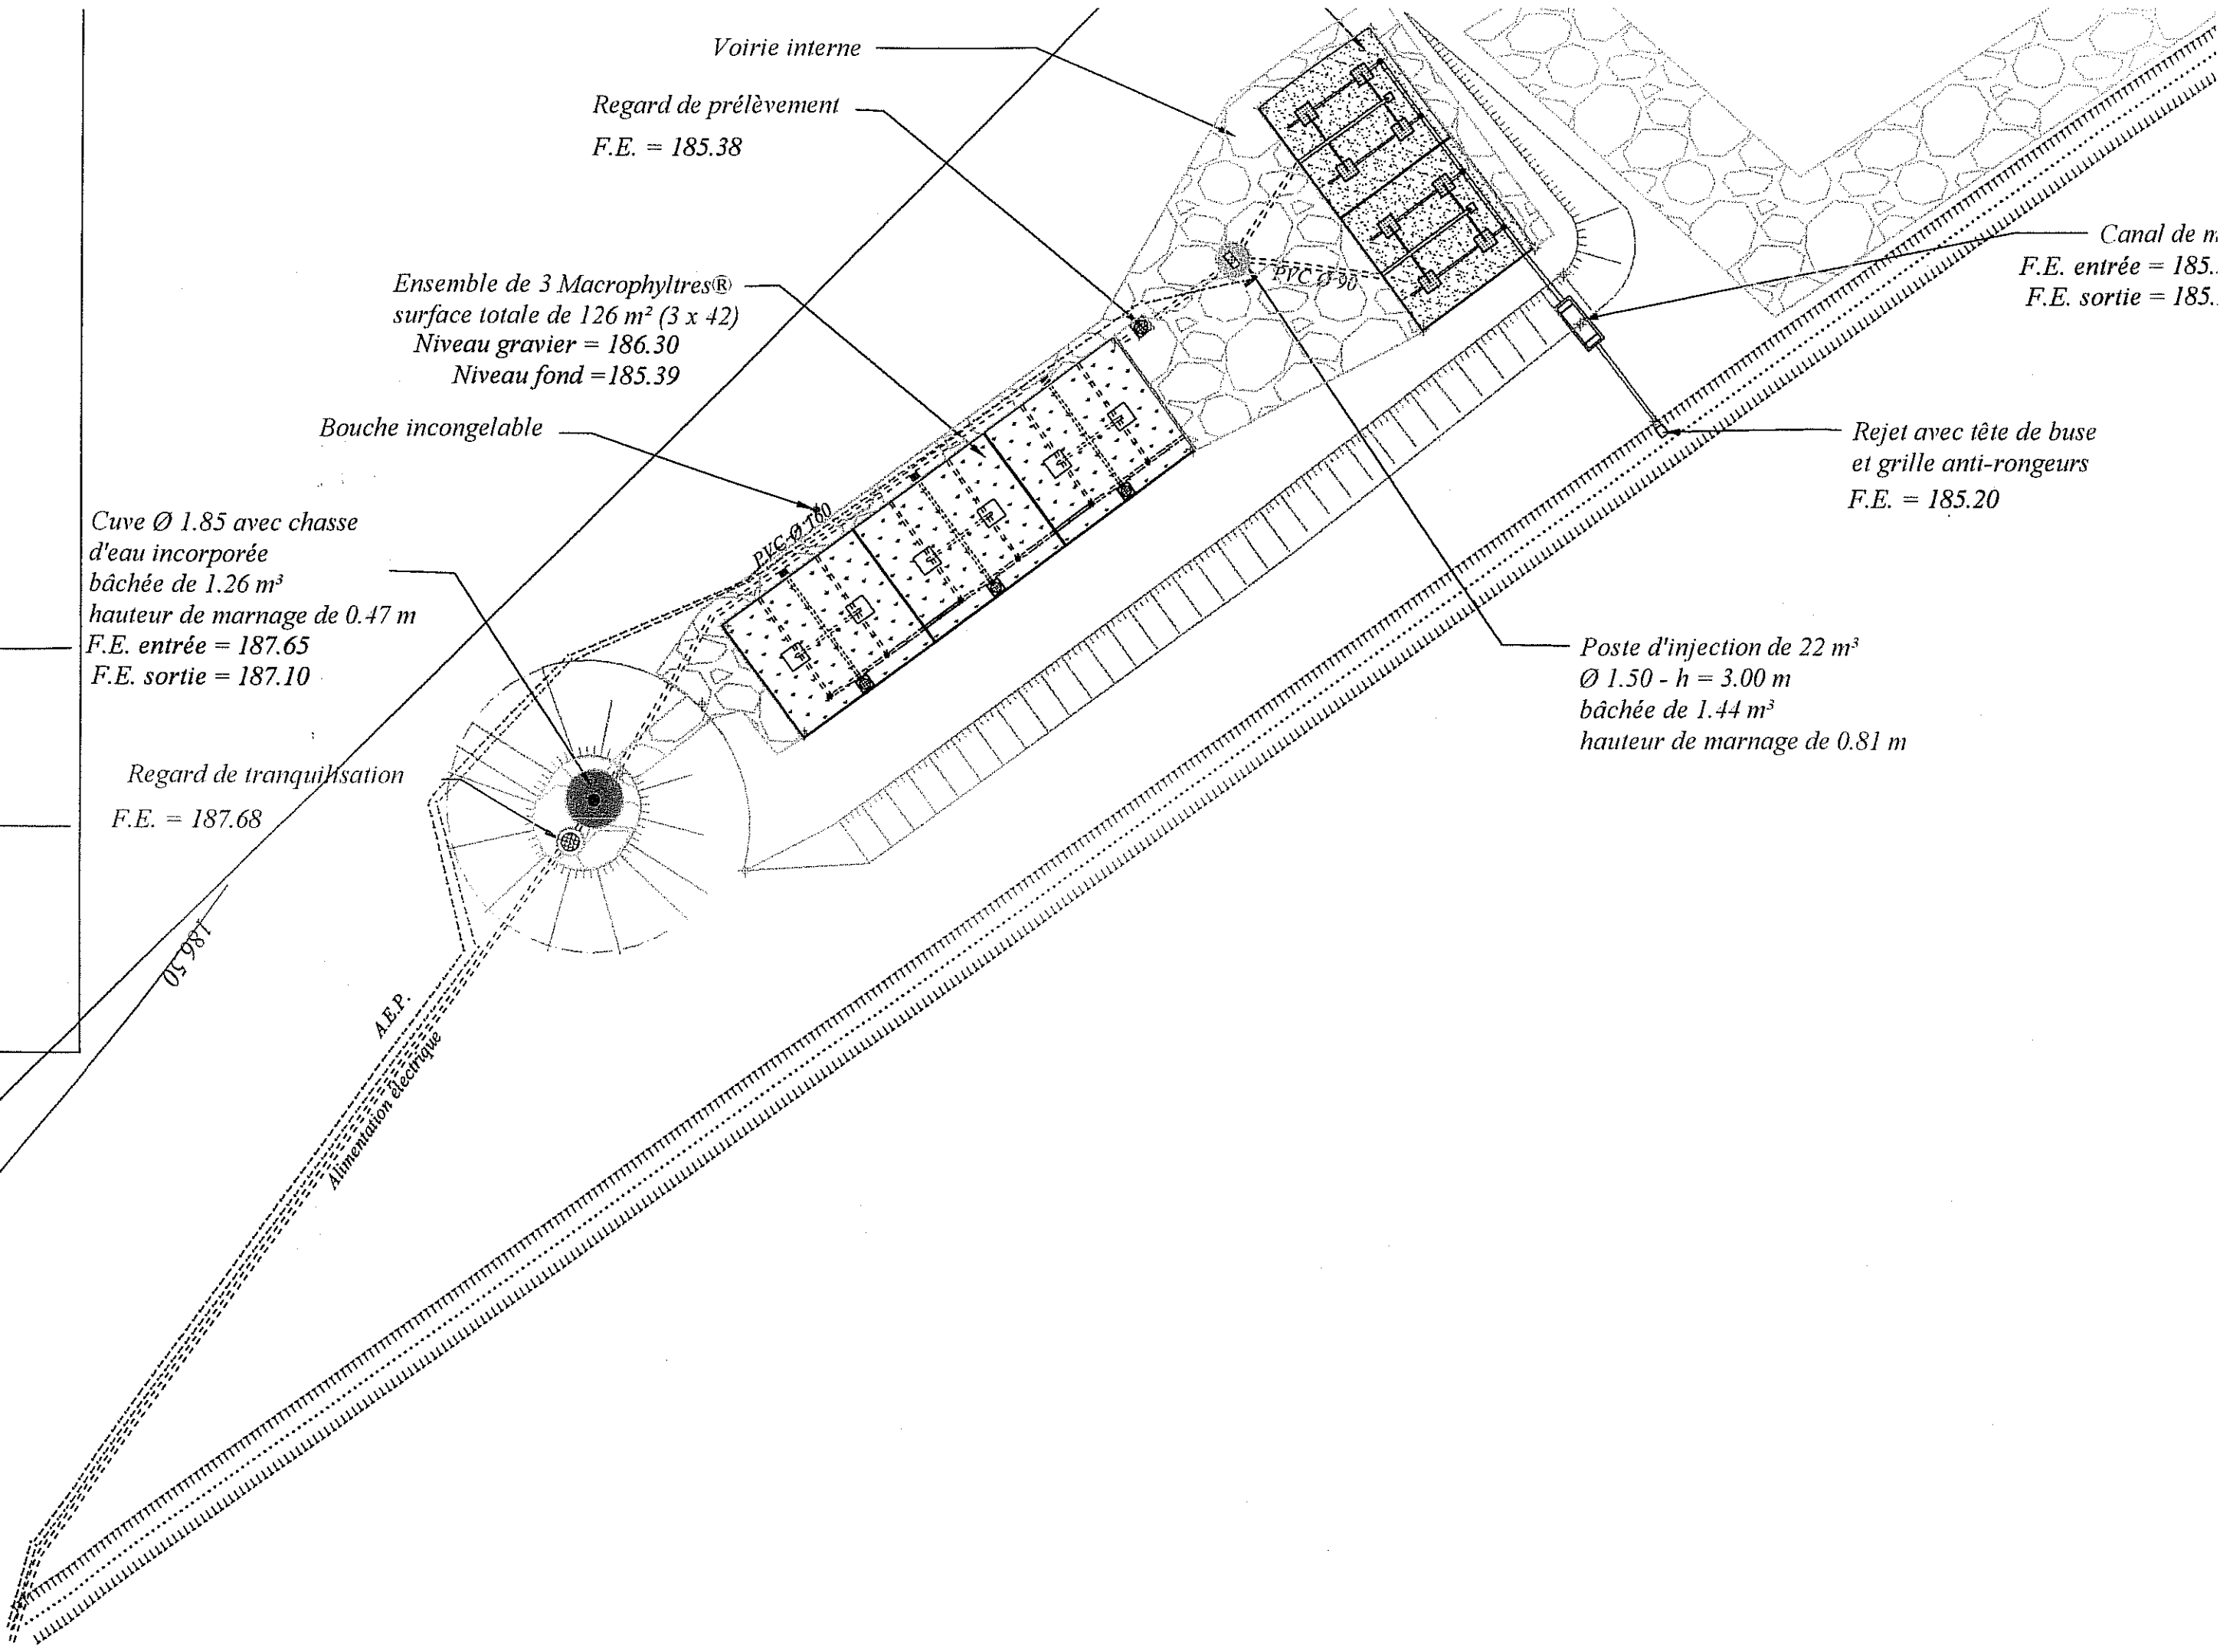 Voirie interne
Regard de prélèvement
F.E. = 185.38
Ensemble de 3 Macrophyltres®
surface totale de 126 m² (3 x 42)
Niveau gravier = 186.30
Niveau fond =185.39
Bouche incongelable
Cuve Ø 1.85 avec chasse
d'eau incorporée
bâchée de 1.26 m³
hauteur de marnage de 0.47 m
F.E. entrée = 187.65
F.E. sortie = 187.10
Regard de tranquilisation
F.E. = 187.68
186.50
A.E.P.
Alimentation électrique
PVC Ø 160
PVC Ø 90
Canal de
F.E. entrée = 185.
F.E. sortie = 185.
Rejet avec tête de buse
et grille anti-rongeurs
F.E. = 185.20
Poste d'injection de 22 m³
Ø 1.50 - h = 3.00 m
bâchée de 1.44 m³
hauteur de marnage de 0.81 m